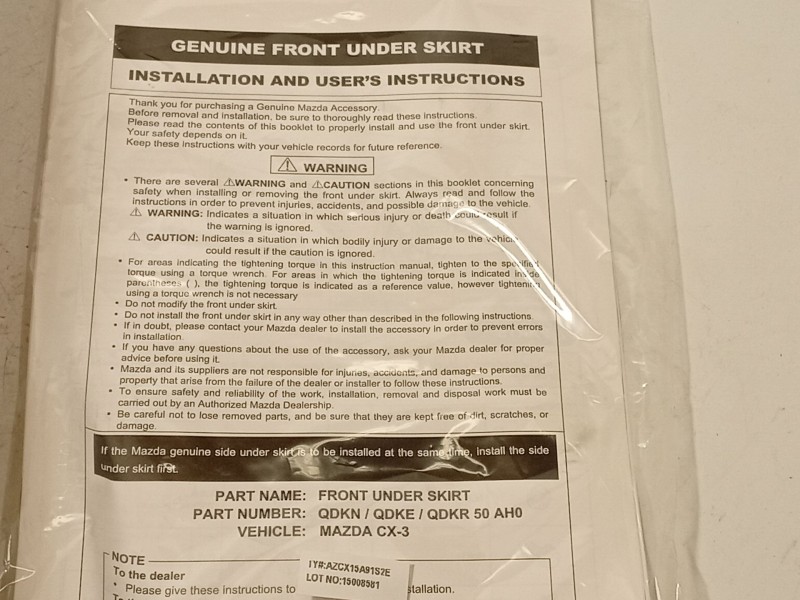 GENUINE FRONT UNDER SKIRT
INSTALLATION AND USER'S INSTRUCTIONS
Thank you for purchasing a Genuine Mazda Accessory.
Before removal and installation, be sure to thoroughly read these instructions.
Please read the contents of this booklet to properly install and use the front under skirt.
Your safety depends on it.
Keep these instructions with your vehicle records for future reference.
⚠ WARNING
• There are several ⚠WARNING and ⚠CAUTION sections in this booklet concerning
safety when installing or removing the front under skirt. Always read and follow the
instructions in order to prevent injuries, accidents, and possible damage to the vehicle.
⚠ WARNING: Indicates a situation in which serious injury or death could result if
the warning is ignored.
⚠ CAUTION: Indicates a situation in which bodily injury or damage to the vehicle
could result if the caution is ignored.
• For areas indicating the tightening torque in this instruction manual, tighten to the specified
torque using a torque wrench. For areas in which the tightening torque is indicated inside
parentheses ( ), the tightening torque is indicated as a reference value, however tightening
using a torque wrench is not necessary
• Do not modify the front under skirt.
• Do not install the front under skirt in any way other than described in the following instructions.
• If in doubt, please contact your Mazda dealer to install the accessory in order to prevent errors
in installation.
• If you have any questions about the use of the accessory, ask your Mazda dealer for proper
advice before using it.
• Mazda and its suppliers are not responsible for injuries, accidents, and damage to persons and
property that arise from the failure of the dealer or installer to follow these instructions.
• To ensure safety and reliability of the work, installation, removal and disposal work must be
carried out by an Authorized Mazda Dealership.
• Be careful not to lose removed parts, and be sure that they are kept free of dirt, scratches, or
damage.
If the Mazda genuine side under skirt is to be installed at the same time, install the side
under skirt first.
PART NAME: FRONT UNDER SKIRT
PART NUMBER: QDKN / QDKE / QDKR 50 AH0
VEHICLE: MAZDA CX-3
NOTE
To the dealer
• Please give these instructions to stallation.
IY#:AZCX15A91S2E
LOT NO:15008581